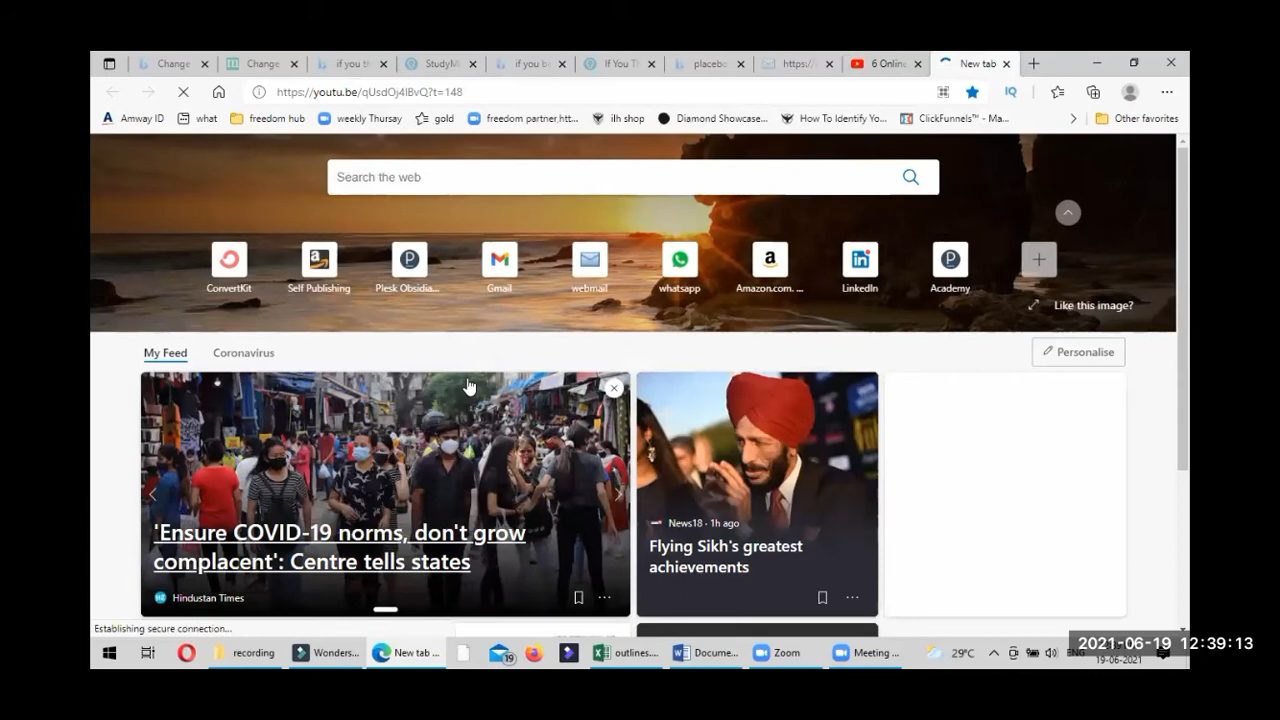 Change
Change
if you t
StudyM
if you b
If You T
placebo
https://
6 Online
New tab
https://youtu.be/qUsdOj4lBvQ?t=148
IQ
Amway ID
what
freedom hub
weekly Thursay
gold
freedom partner,htt...
ilh shop
Diamond Showcase...
How To Identify Yo...
ClickFunnels™ - Ma...
Other favorites
Search the web
ConvertKit
Self Publishing
Plesk Obsidia...
Gmail
webmail
whatsapp
Amazon.com. ...
LinkedIn
Academy
Like this image?
My Feed
Coronavirus
Personalise
'Ensure COVID-19 norms, don't grow
complacent': Centre tells states
Hindustan Times
News18 · 1h ago
Flying Sikh's greatest
achievements
Establishing secure connection...
recording
Wonders...
New tab ...
19
outlines....
Docume...
Zoom
Meeting ...
29°C
ENG
2021-06-19 12:39:13
19-06-2021